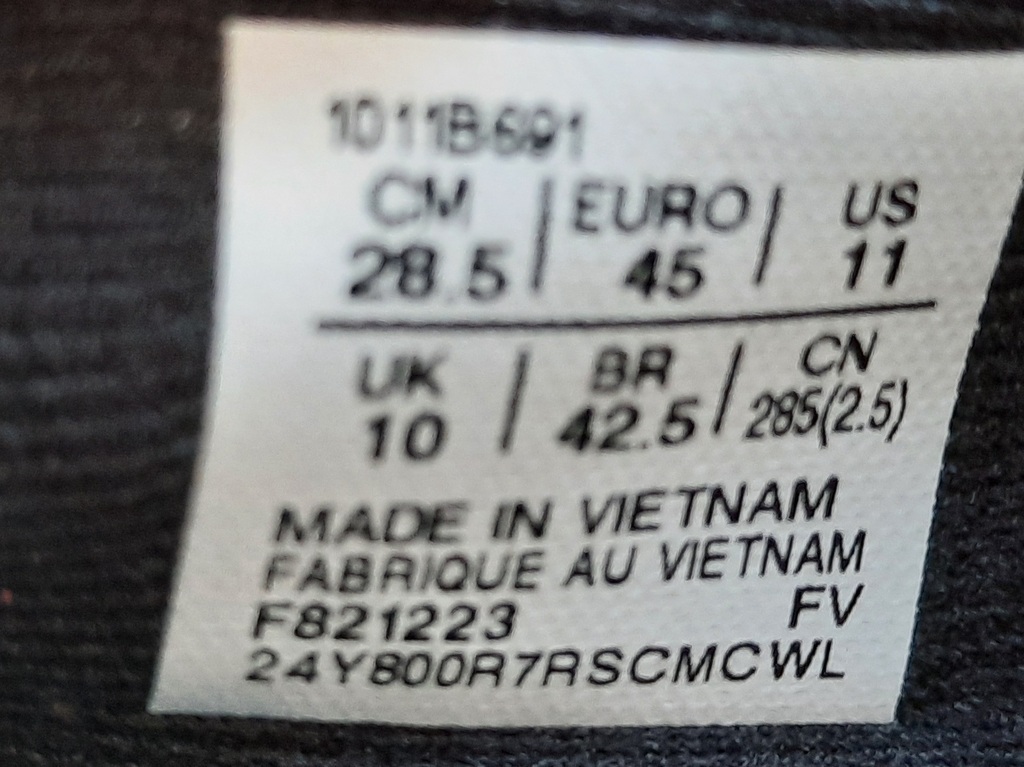 1011B691
CM | EURO | US
28.5 | 45 | 11
UK | BR | CN
10 | 42.5 | 285(2.5)
MADE IN VIETNAM
FABRIQUE AU VIETNAM
F821223 FV
24Y800R7RSCMCWL